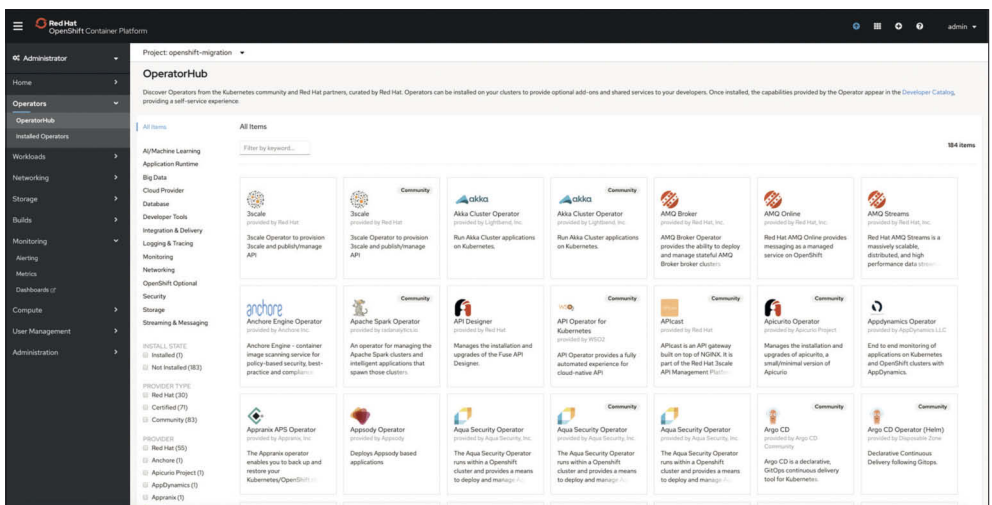 Red Hat
OpenShift Container Platform
admin
Administrator
Project: openshift-migration
Home
Operators
OperatorHub
Installed Operators
Workloads
Networking
Storage
Builds
Monitoring
Alerting
Metrics
Dashboards
Compute
User Management
Administration
OperatorHub
Discover Operators from the Kubernetes community and Red Hat partners, curated by Red Hat. Operators can be installed on your clusters to provide optional add-ons and shared services to your developers. Once installed, the capabilities provided by the Operator appear in the Developer Catalog,
providing a self-service experience.
All Items
AI/Machine Learning
Application Runtime
Big Data
Cloud Provider
Database
Developer Tools
Integration & Delivery
Logging & Tracing
Monitoring
Networking
OpenShift Optional
Security
Storage
Streaming & Messaging
INSTALL STATE
Installed (1)
Not Installed (183)
PROVIDER TYPE
Red Hat (30)
Certified (71)
Community (83)
PROVIDER
Red Hat (55)
Anchore (1)
Apicurio Project (1)
AppDynamics (1)
Appranix (1)
All Items
Filter by keyword...
184 items
3scale
provided by Red Hat
3scale Operator to provision
3scale and publish/manage
API
Community
3scale
provided by Red Hat
3scale Operator to provision
3scale and publish/manage
API
akka
Akka Cluster Operator
provided by Lightbend, Inc.
Run Akka Cluster applications
on Kubernetes.
Community
akka
Akka Cluster Operator
provided by Lightbend, Inc.
Run Akka Cluster applications
on Kubernetes.
AMQ Broker
provided by Red Hat, Inc.
AMQ Broker Operator
provides the ability to deploy
and manage stateful AMQ
Broker broker clusters
AMQ Online
provided by Red Hat, Inc.
Red Hat AMQ Online provides
messaging as a managed
service on OpenShift
AMQ Streams
provided by Red Hat, Inc.
Red Hat AMQ Streams is a
massively scalable,
distributed, and high
performance data
anchore
Anchore Engine Operator
provided by Anchore Inc.
Anchore Engine - container
image scanning service for
policy-based security, best-
practice and compliance
Community
Apache Spark Operator
provided by radanalytics.io
An operator for managing the
Apache Spark clusters and
intelligent applications that
spawn those clusters.
API Designer
provided by Red Hat
Manages the installation and
upgrades of the Fuse API
Designer.
API Operator for
Kubernetes
provided by WSO2
API Operator provides a fully
automated experience for
cloud-native API
Community
APIcast
provided by Red Hat
APIcast is an API gateway
built on top of NGINX. It is
part of the Red Hat 3scale
API Management
Community
Apicurito Operator
provided by Apicurio Project
Manages the installation and
upgrades of apicurito, a
small/minimal version of
Apicurio
Appdynamics Operator
provided by AppDynamics LLC
End to end monitoring of
applications on Kubernetes
and OpenShift clusters with
AppDynamics.
Appranix APS Operator
provided by Appranix, Inc
The Appranix operator
enables you to back up and
restore your
Kubernetes/OpenShift
Appsody Operator
provided by Appsody
Deploys Appsody based
applications
Aqua Security Operator
provided by Aqua Security, Inc.
The Aqua Security Operator
runs within a Openshift
cluster and provides a means
to deploy and manage
Community
Aqua Security Operator
provided by Aqua Security, Inc.
The Aqua Security Operator
runs within a Openshift
cluster and provides a means
to deploy and manage
Aqua Security Operator
provided by Aqua Security, Inc.
The Aqua Security Operator
runs within a Openshift
cluster and provides a means
to deploy and manage
Community
Argo CD
provided by Argo CD
Community
Argo CD is a declarative,
GitOps continuous delivery
tool for Kubernetes.
Community
Argo CD Operator (Helm)
provided by Disposable Zone
Declarative Continuous
Delivery following Gitops.